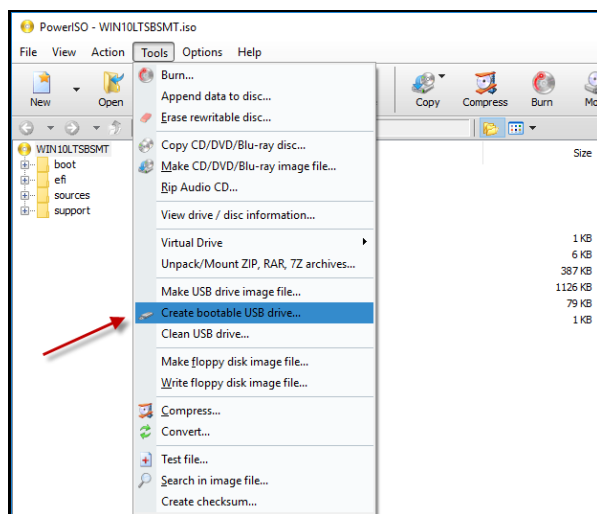 PowerISO - WIN10LTSBSMT.iso
File View Action Tools Options Help
New Open Copy Compress Burn
Burn...
Append data to disc...
Erase rewritable disc...
Copy CD/DVD/Blu-ray disc...
Make CD/DVD/Blu-ray image file...
Rip Audio CD...
View drive / disc information...
Virtual Drive
Unpack/Mount ZIP, RAR, 7Z archives...
Make USB drive image file...
Create bootable USB drive...
Clean USB drive...
Make floppy disk image file...
Write floppy disk image file...
Compress...
Convert...
Test file...
Search in image file...
Create checksum...
WIN10LTSBSMT
boot
efi
sources
support
Size
1 KB
6 KB
387 KB
1126 KB
79 KB
1 KB